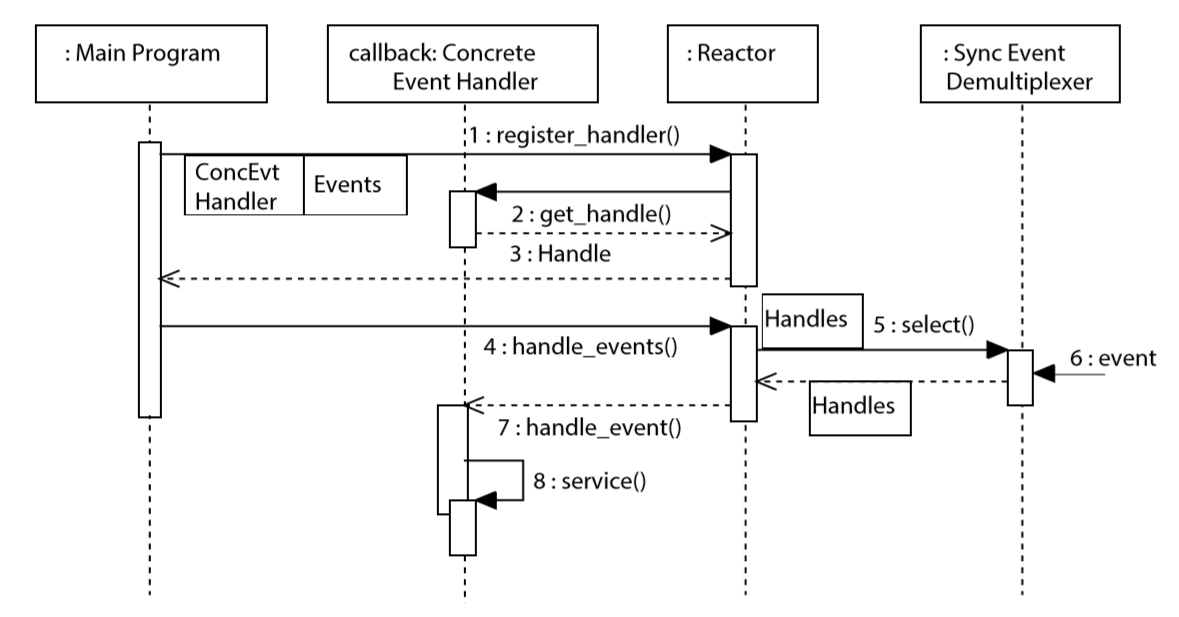 : Main Program
callback: Concrete
Event Handler
: Reactor
: Sync Event
Demultiplexer
1 : register_handler()
ConcEvt
Handler
Events
2 : get_handle()
3 : Handle
Handles
5 : select()
4 : handle_events()
6 : event
Handles
7 : handle_event()
8 : service()